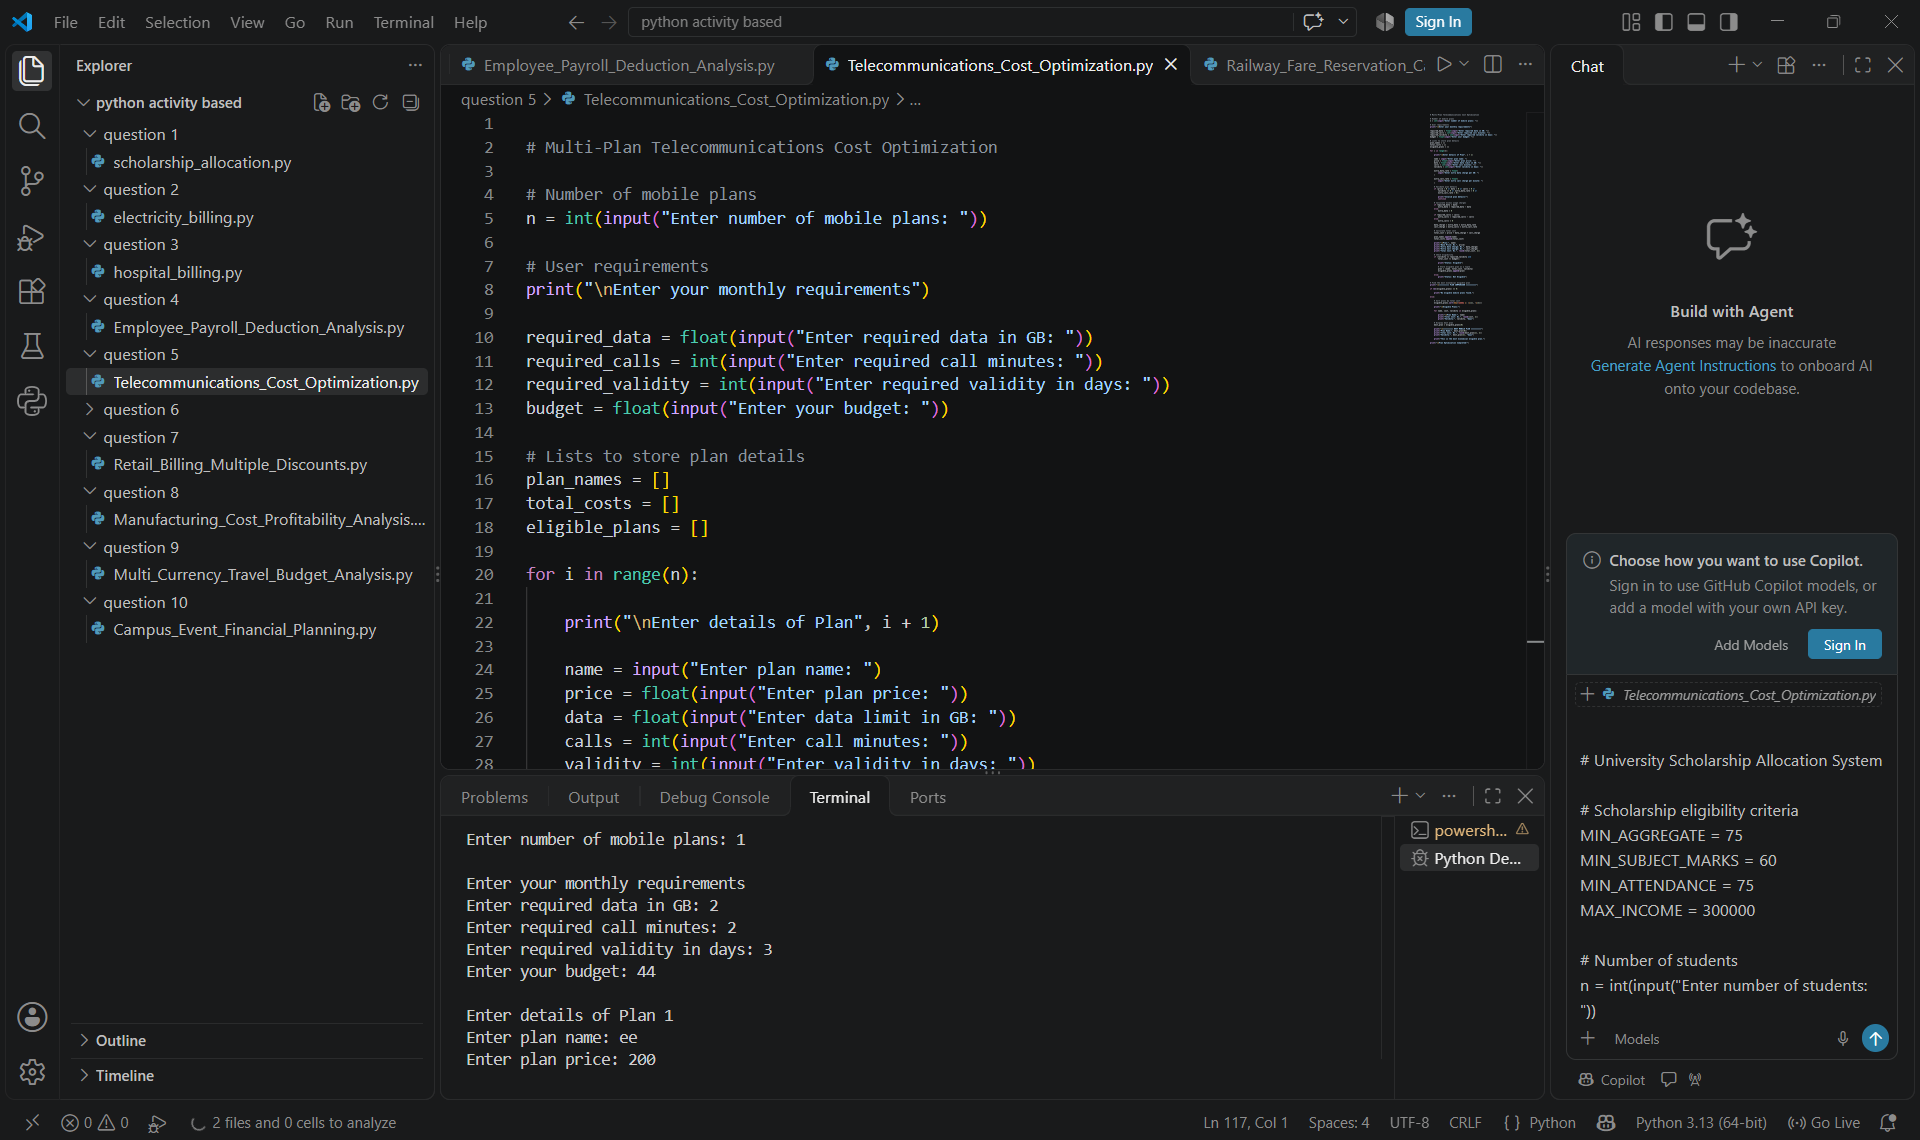 File Edit Selection View Go Run Terminal Help
python activity based
Sign In
Explorer
python activity based
question 1
scholarship_allocation.py
question 2
electricity_billing.py
question 3
hospital_billing.py
question 4
Employee_Payroll_Deduction_Analysis.py
question 5
Telecommunications_Cost_Optimization.py
question 6
question 7
Retail_Billing_Multiple_Discounts.py
question 8
Manufacturing_Cost_Profitability_Analysis....
question 9
Multi_Currency_Travel_Budget_Analysis.py
question 10
Campus_Event_Financial_Planning.py
Outline
Timeline
Employee_Payroll_Deduction_Analysis.py
Telecommunications_Cost_Optimization.py
Railway_Fare_Reservation_C
question 5 > Telecommunications_Cost_Optimization.py > ...
1
2 # Multi-Plan Telecommunications Cost Optimization
3
4 # Number of mobile plans
5 n = int(input("Enter number of mobile plans: "))
6
7 # User requirements
8 print("\nEnter your monthly requirements")
9
10 required_data = float(input("Enter required data in GB: "))
11 required_calls = int(input("Enter required call minutes: "))
12 required_validity = int(input("Enter required validity in days: "))
13 budget = float(input("Enter your budget: "))
14
15 # Lists to store plan details
16 plan_names = []
17 total_costs = []
18 eligible_plans = []
19
20 for i in range(n):
21
22 print("\nEnter details of Plan", i + 1)
23
24 name = input("Enter plan name: ")
25 price = float(input("Enter plan price: "))
26 data = float(input("Enter data limit in GB: "))
27 calls = int(input("Enter call minutes: "))
28 validity = int(input("Enter validity in days: "))
Problems Output Debug Console Terminal Ports
Enter number of mobile plans: 1
Enter your monthly requirements
Enter required data in GB: 2
Enter required call minutes: 2
Enter required validity in days: 3
Enter your budget: 44
Enter details of Plan 1
Enter plan name: ee
Enter plan price: 200
powersh...
Python De...
Chat
Build with Agent
AI responses may be inaccurate
Generate Agent Instructions to onboard AI
onto your codebase.
Choose how you want to use Copilot.
Sign in to use GitHub Copilot models, or
add a model with your own API key.
Add Models Sign In
Telecommunications_Cost_Optimization.py
# University Scholarship Allocation System
# Scholarship eligibility criteria
MIN_AGGREGATE = 75
MIN_SUBJECT_MARKS = 60
MIN_ATTENDANCE = 75
MAX_INCOME = 300000
# Number of students
n = int(input("Enter number of students:
"))
Models
Copilot
0 0
2 files and 0 cells to analyze
Ln 117, Col 1 Spaces: 4 UTF-8 CRLF { } Python Python 3.13 (64-bit) Go Live